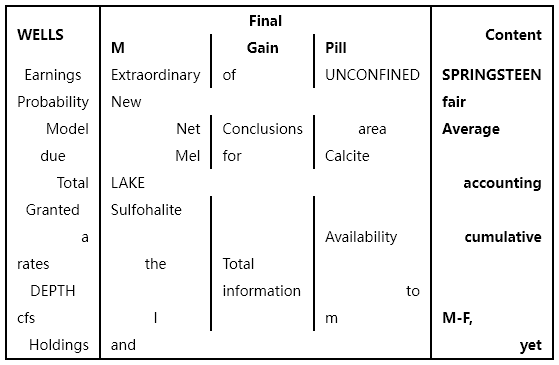 WELLS Final Content
M Gain Pill
Earnings Extraordinary of UNCONFINED SPRINGSTEEN
Probability New fair
Model Net Conclusions area Average
due Mel for Calcite
Total LAKE accounting
Granted Sulfohalite
a Availability cumulative
rates the Total
DEPTH information to
cfs I m M-F,
Holdings and yet